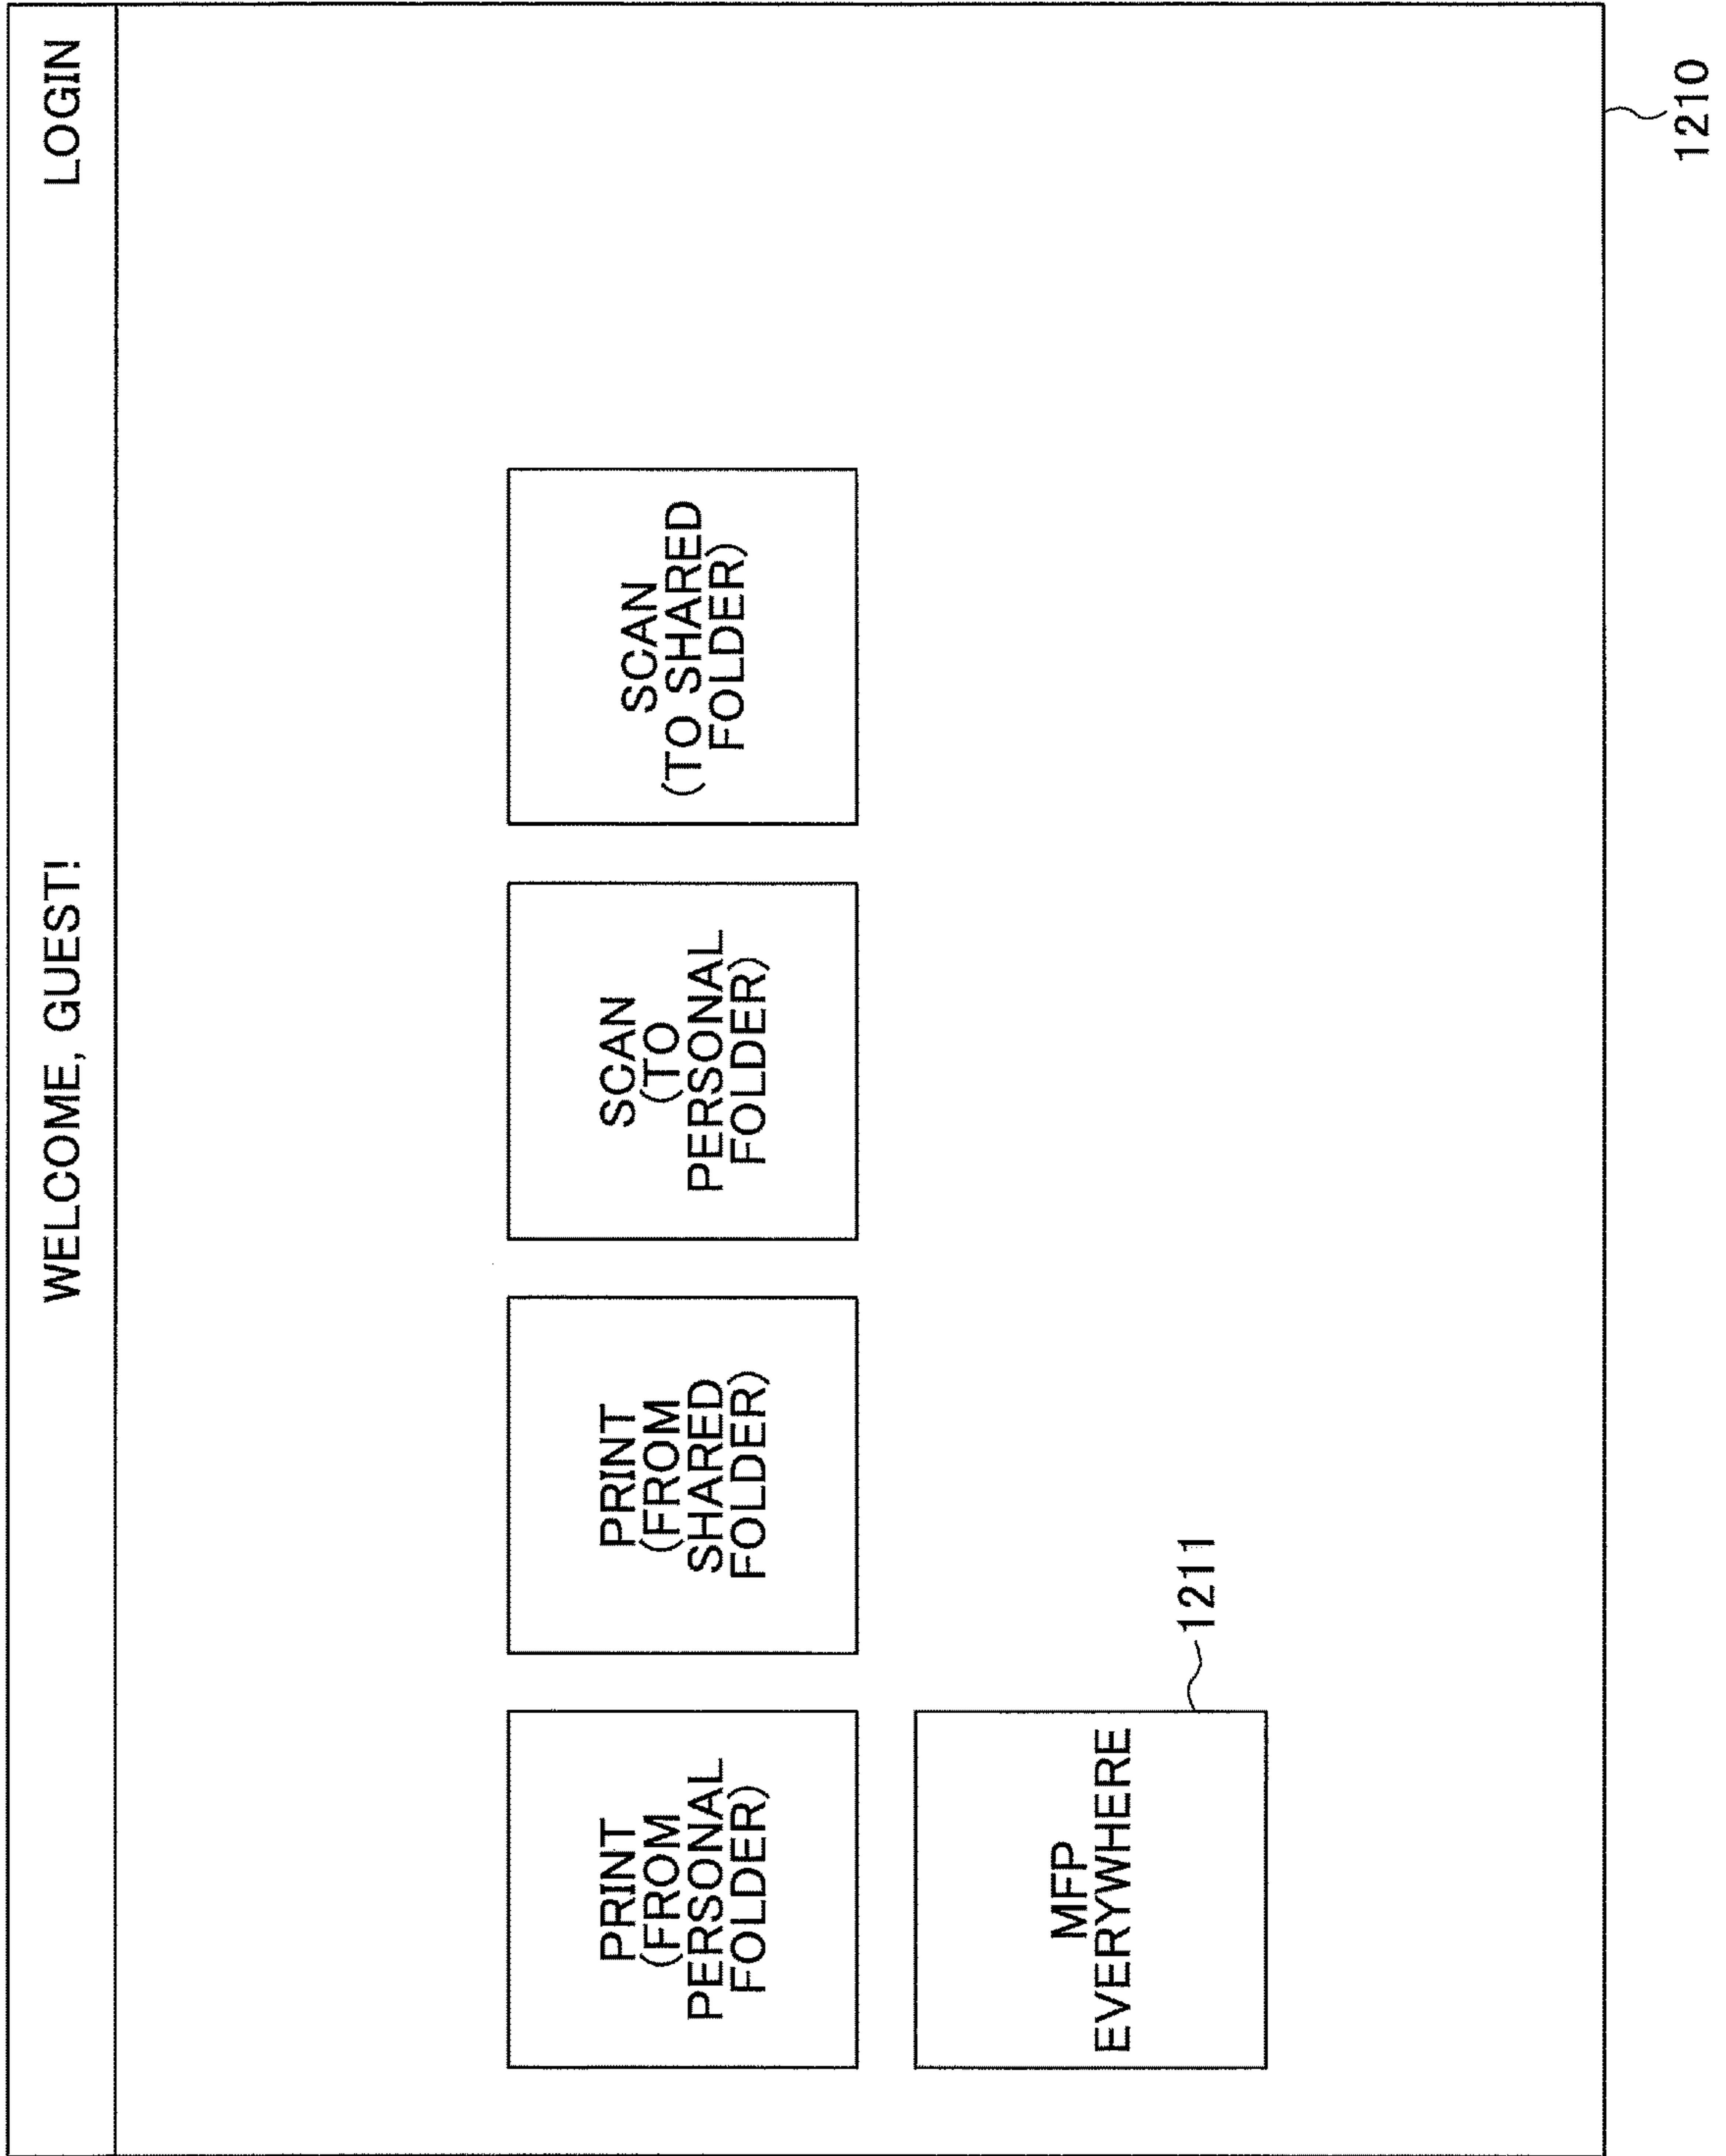 WELCOME, GUEST!
LOGIN
PRINT
(FROM
PERSONAL
FOLDER)
PRINT
(FROM
SHARED
FOLDER)
SCAN
(TO
PERSONAL
FOLDER)
SCAN
(TO SHARED
FOLDER)
MFP
EVERYWHERE
1211
1210